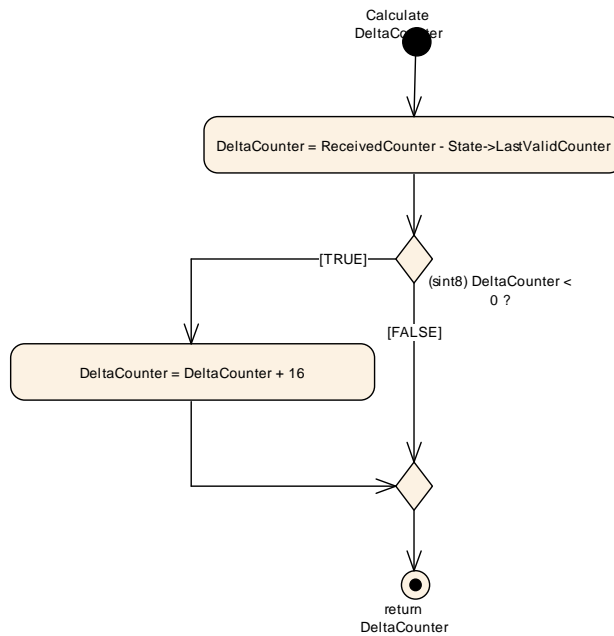 Calculate
DeltaCounter
DeltaCounter = ReceivedCounter - State->LastValidCounter
[TRUE]
(sint8) DeltaCounter <
0 ?
[FALSE]
DeltaCounter = DeltaCounter + 16
return
DeltaCounter